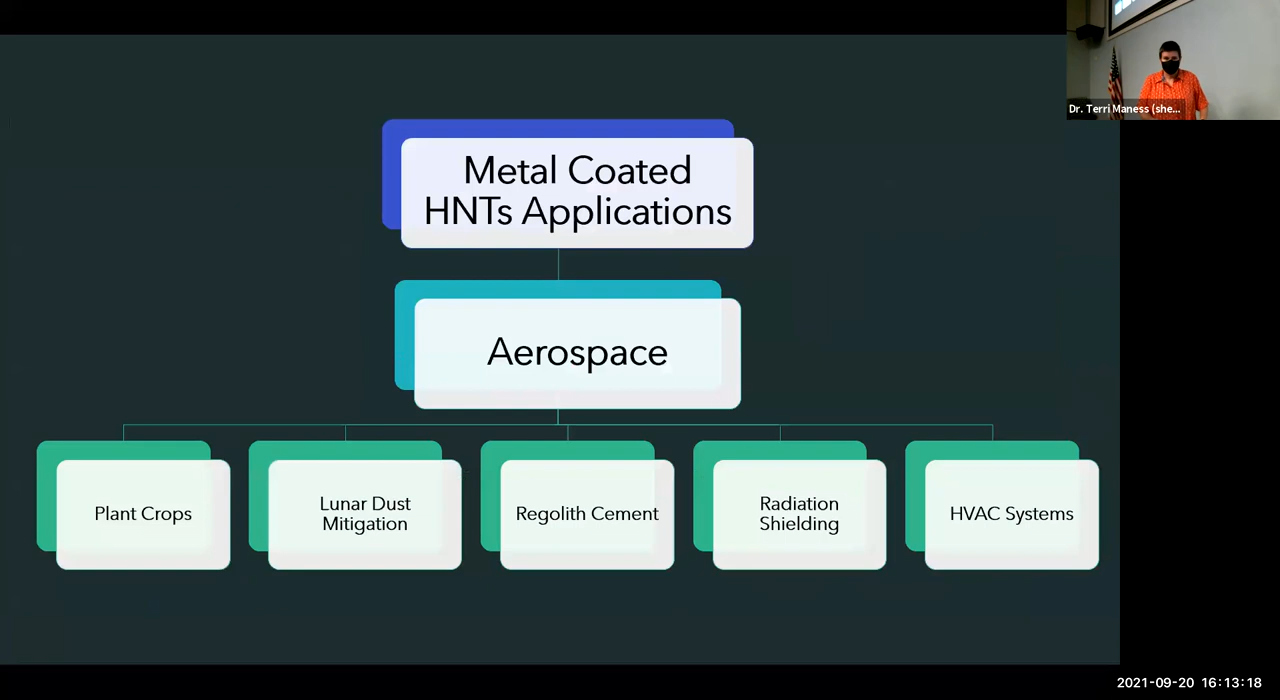 Dr. Terri Maness (she...
Metal Coated
HNTs Applications
Aerospace
Plant Crops
Lunar Dust
Mitigation
Regolith Cement
Radiation
Shielding
HVAC Systems
2021-09-20 16:13:18